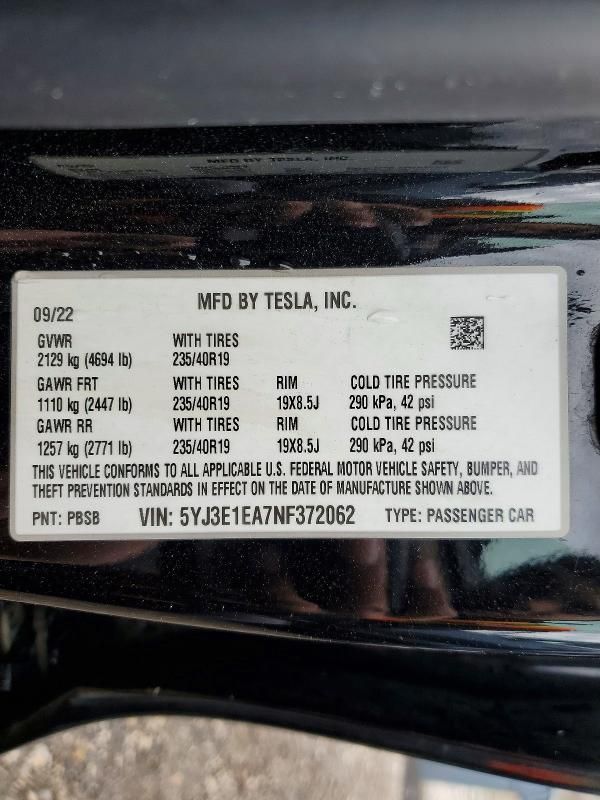 MFD BY TESLA, INC.
09/22
MFD BY TESLA, INC.
GVWR WITH TIRES
2129 kg (4694 lb) 235/40R19
GAWR FRT WITH TIRES RIM COLD TIRE PRESSURE
1110 kg (2447 lb) 235/40R19 19X8.5J 290 kPa, 42 psi
GAWR RR WITH TIRES RIM COLD TIRE PRESSURE
1257 kg (2771 lb) 235/40R19 19X8.5J 290 kPa, 42 psi
THIS VEHICLE CONFORMS TO ALL APPLICABLE U.S. FEDERAL MOTOR VEHICLE SAFETY, BUMPER, AND
THEFT PREVENTION STANDARDS IN EFFECT ON THE DATE OF MANUFACTURE SHOWN ABOVE.
PNT: PBSB VIN: 5YJ3E1EA7NF372062 TYPE: PASSENGER CAR